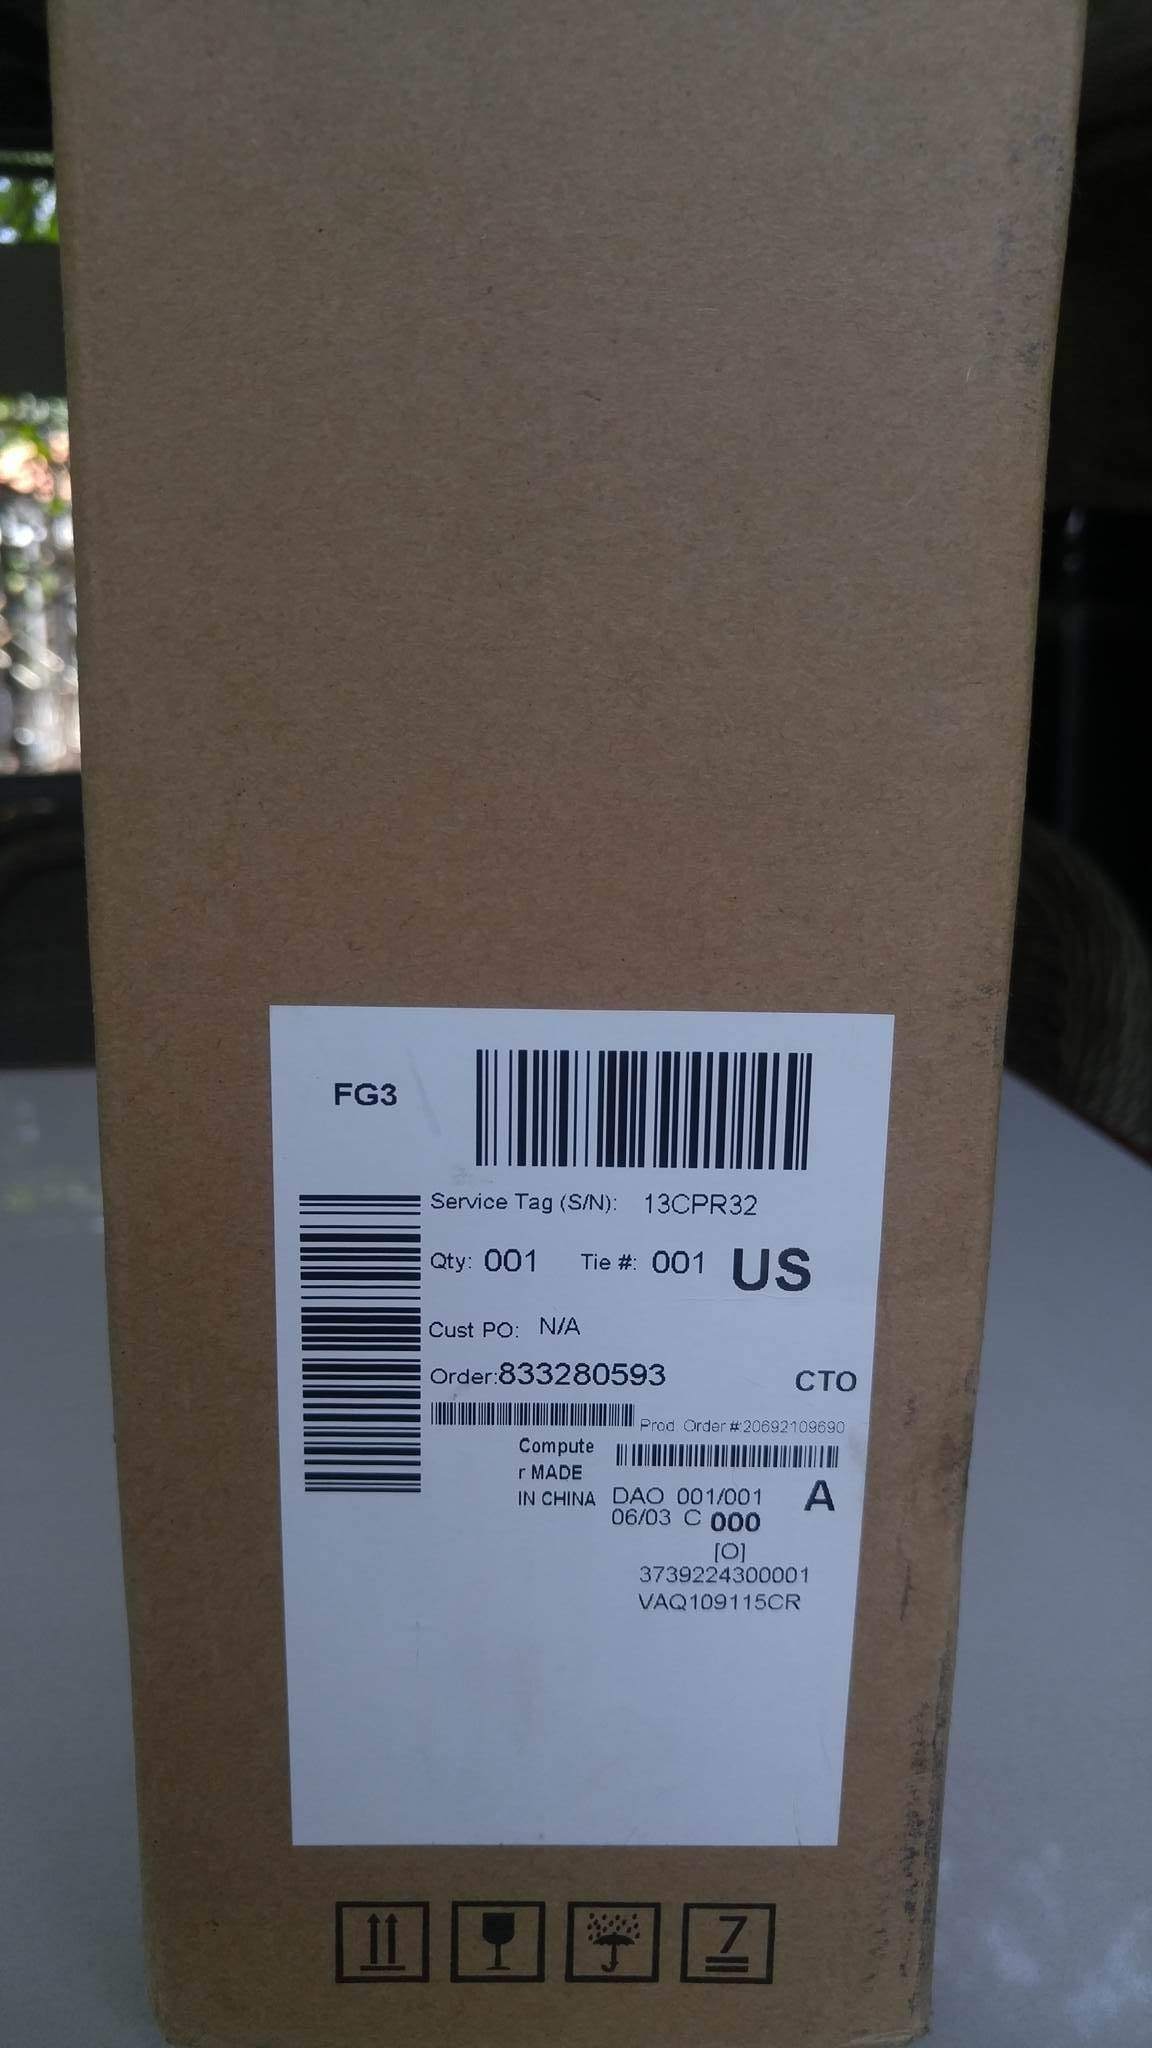 FG3
Service Tag (S/N): 13CPR32
Qty: 001 Tie #: 001 US
Cust PO: N/A
Order:833280593 CTO
Prod. Order #:20692109690
Compute
r MADE
IN CHINA
DAO 001/001 A
06/03 C 000
[O]
3739224300001
VAQ109115CR
7